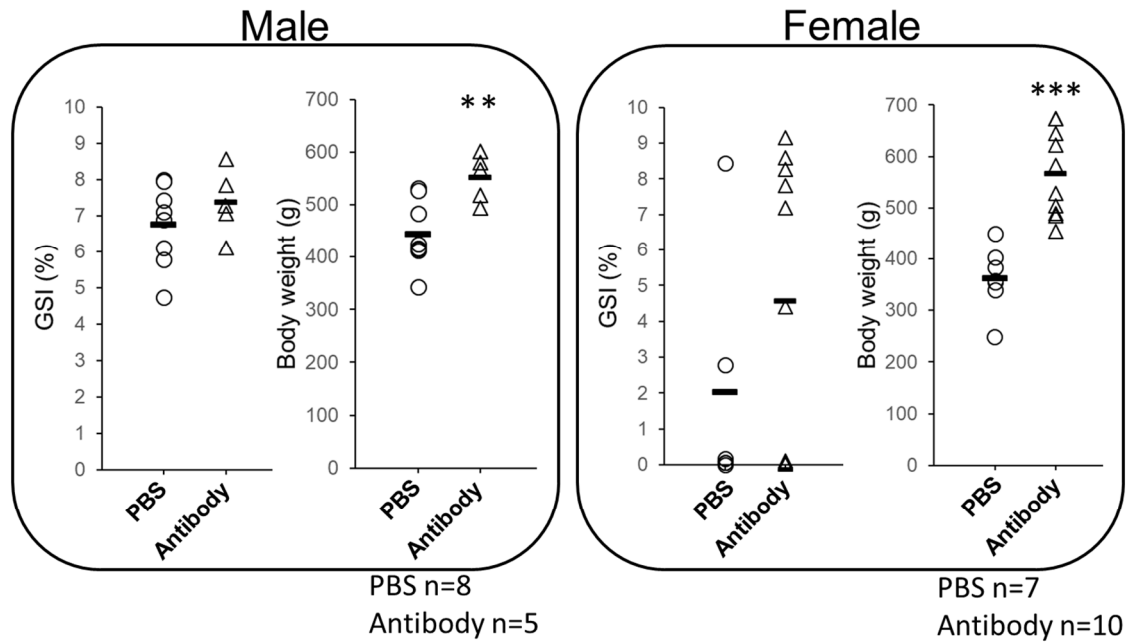 Male
Female
GSI (%)
10
9
8
7
6
5
4
3
2
1
0
PBS
Antibody
Body weight (g)
700
600
500
400
300
200
100
0
**
PBS
Antibody
PBS n=8
Antibody n=5
GSI (%)
10
9
8
7
6
5
4
3
2
1
0
PBS
Antibody
Body weight (g)
700
600
500
400
300
200
100
0
***
PBS
Antibody
PBS n=7
Antibody n=10